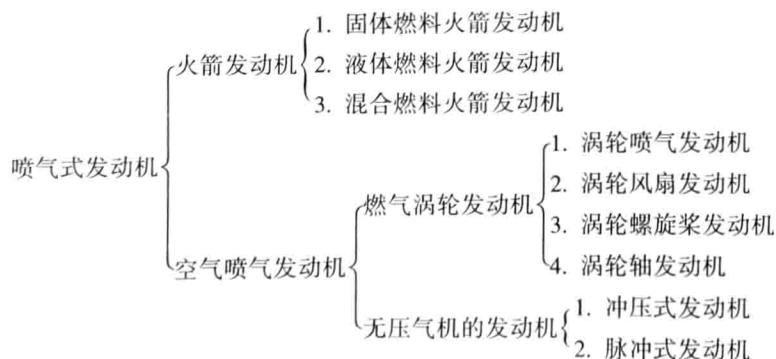 喷气式发动机
火箭发动机
1. 固体燃料火箭发动机
2. 液体燃料火箭发动机
3. 混合燃料火箭发动机
空气喷气发动机
燃气涡轮发动机
1. 涡轮喷气发动机
2. 涡轮风扇发动机
3. 涡轮螺旋桨发动机
4. 涡轮轴发动机
无压气机的发动机
1. 冲压式发动机
2. 脉冲式发动机